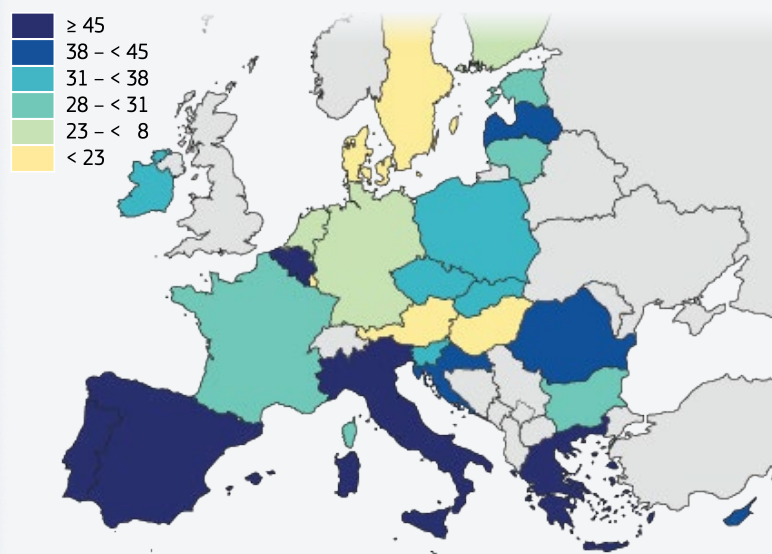 ≥ 45
38 – < 45
31 – < 38
28 – < 31
23 – < 8
< 23